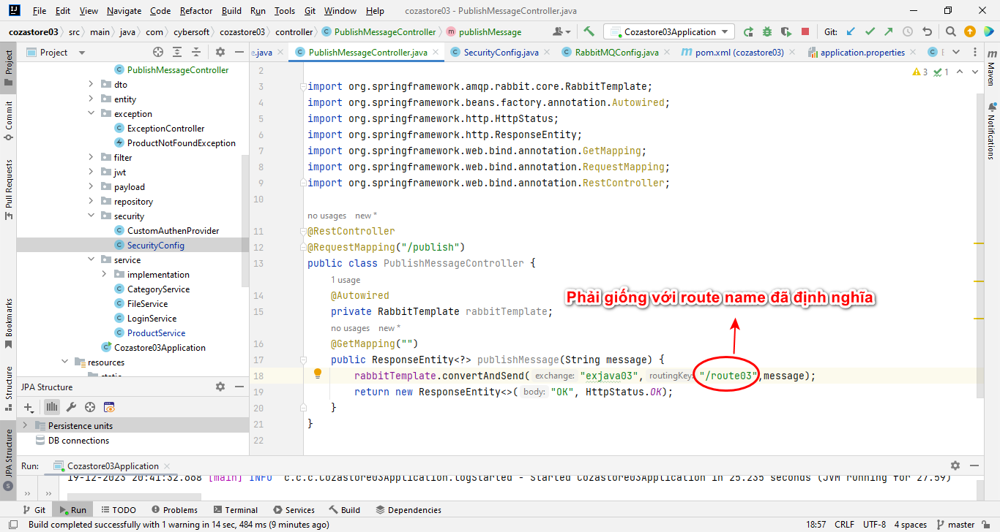 File Edit View Navigate Code Refactor Build Run Tools Git Window Help cozastore03 - PublishMessageController.java
cozastore03 src main java com cybersoft cozastore03 controller PublishMessageController publishMessage Cozastore03Application Git:
Project
e.java PublishMessageController.java SecurityConfig.java RabbitMQConfig.java pom.xml (cozastore03) application.properties
Project
Commit
Pull Requests
Bookmarks
Structure
JPA Structure
PublishMessageController
dto
entity
exception
ExceptionController
ProductNotFoundException
filter
jwt
payload
repository
security
CustomAuthenProvider
SecurityConfig
service
implementation
CategoryService
FileService
LoginService
ProductService
Cozastore03Application
resources
JPA Structure
Persistence units
DB connections
3 1
2
3 import org.springframework.amqp.rabbit.core.RabbitTemplate;
4 import org.springframework.beans.factory.annotation.Autowired;
5 import org.springframework.http.HttpStatus;
6 import org.springframework.http.ResponseEntity;
7 import org.springframework.web.bind.annotation.GetMapping;
8 import org.springframework.web.bind.annotation.RequestMapping;
9 import org.springframework.web.bind.annotation.RestController;
10
no usages new *
11 @RestController
12 @RequestMapping("/publish")
13 public class PublishMessageController {
1 usage
14 @Autowired
15 private RabbitTemplate rabbitTemplate;
no usages new *
16 @GetMapping("")
17 public ResponseEntity<?> publishMessage(String message) {
18 rabbitTemplate.convertAndSend( exchange: "exjava03", routingKey: "/route03",message);
19 return new ResponseEntity<>( body: "OK", HttpStatus.OK);
20 }
21 }
22
Phải giống với route name đã định nghĩa
Maven
Notifications
Run: Cozastore03Application
19-12-2023 20:41:32.668 [main] INFO c.c.c.Cozastore03Application.logStarted - Started Cozastore03Application in 25.235 seconds (JVM running for 27.59)
Git Run TODO Problems Terminal Services Build Dependencies
Build completed successfully with 1 warning in 14 sec, 484 ms (9 minutes ago) 18:57 CRLF UTF-8 4 spaces master